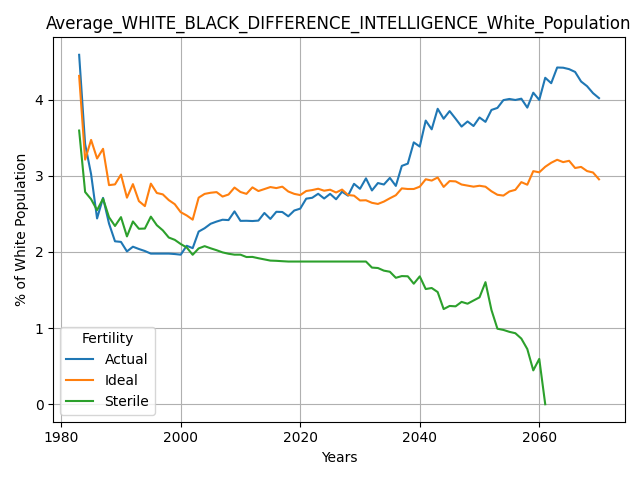 Average_WHITE_BLACK_DIFFERENCE_INTELLIGENCE_White_Population
% of White Population
4
3
2
1
0
Fertility
Actual
Ideal
Sterile
1980 2000 2020 2040 2060
Years